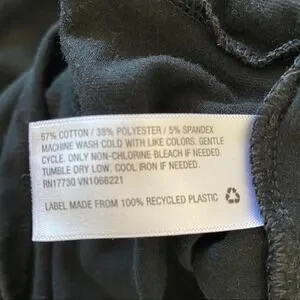 57% COTTON / 38% POLYESTER / 5% SPANDEX
MACHINE WASH COLD WITH LIKE COLORS. GENTLE
CYCLE. ONLY NON-CHLORINE BLEACH IF NEEDED.
TUMBLE DRY LOW. COOL IRON IF NEEDED.
RN17730 VN1066221
LABEL MADE FROM 100% RECYCLED PLASTIC